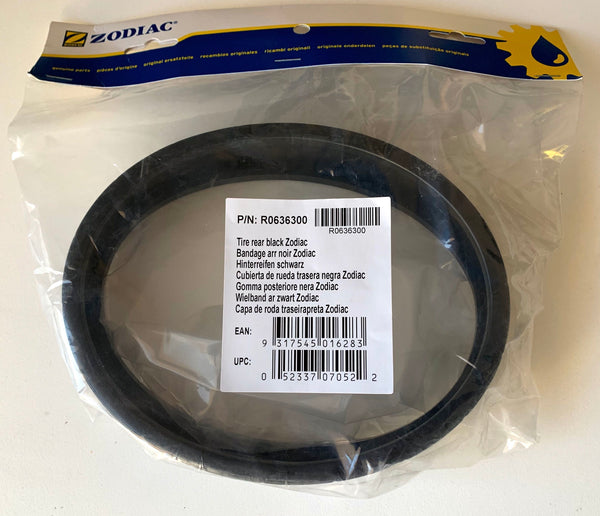 ZODIAC®
genuine parts pièces d'origine original ersatzteile recambios originales ricambi originali originele onderdelen peças de substituição originais
P/N: R0636300
R0636300
Tire rear black Zodiac
Bandage arr noir Zodiac
Hinterreifen schwarz
Cubierta de rueda trasera negra Zodiac
Gomma posteriore nera Zodiac
Wielband ar zwart Zodiac
Capa de roda traseirapreta Zodiac
EAN:
9 317545 016283
UPC:
0 52337 07052 2